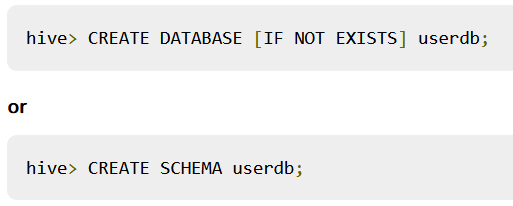 hive> CREATE DATABASE [IF NOT EXISTS] userdb;
or
hive> CREATE SCHEMA userdb;